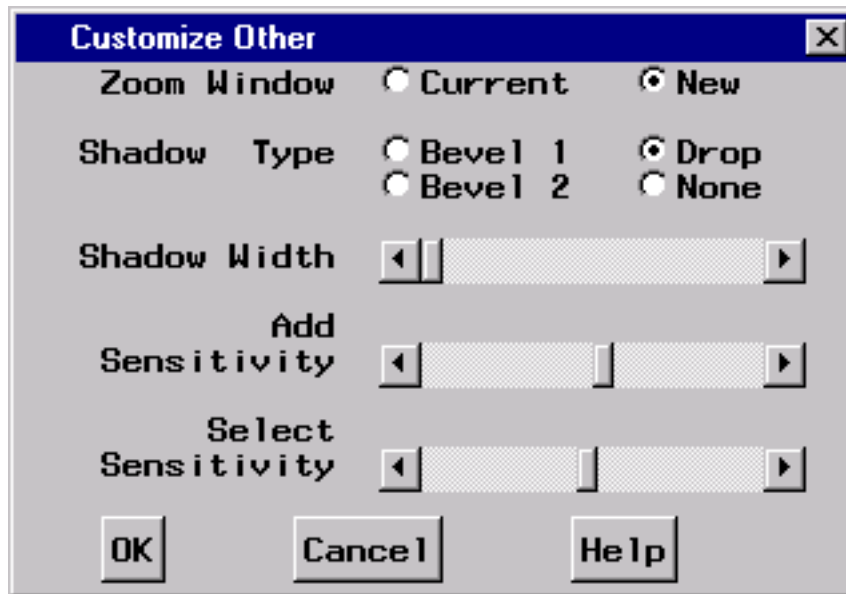 Customize Other
Zoom Window Current New
Shadow Type Bevel 1 Drop
Bevel 2 None
Shadow Width
Add
Sensitivity
Select
Sensitivity
OK Cancel Help